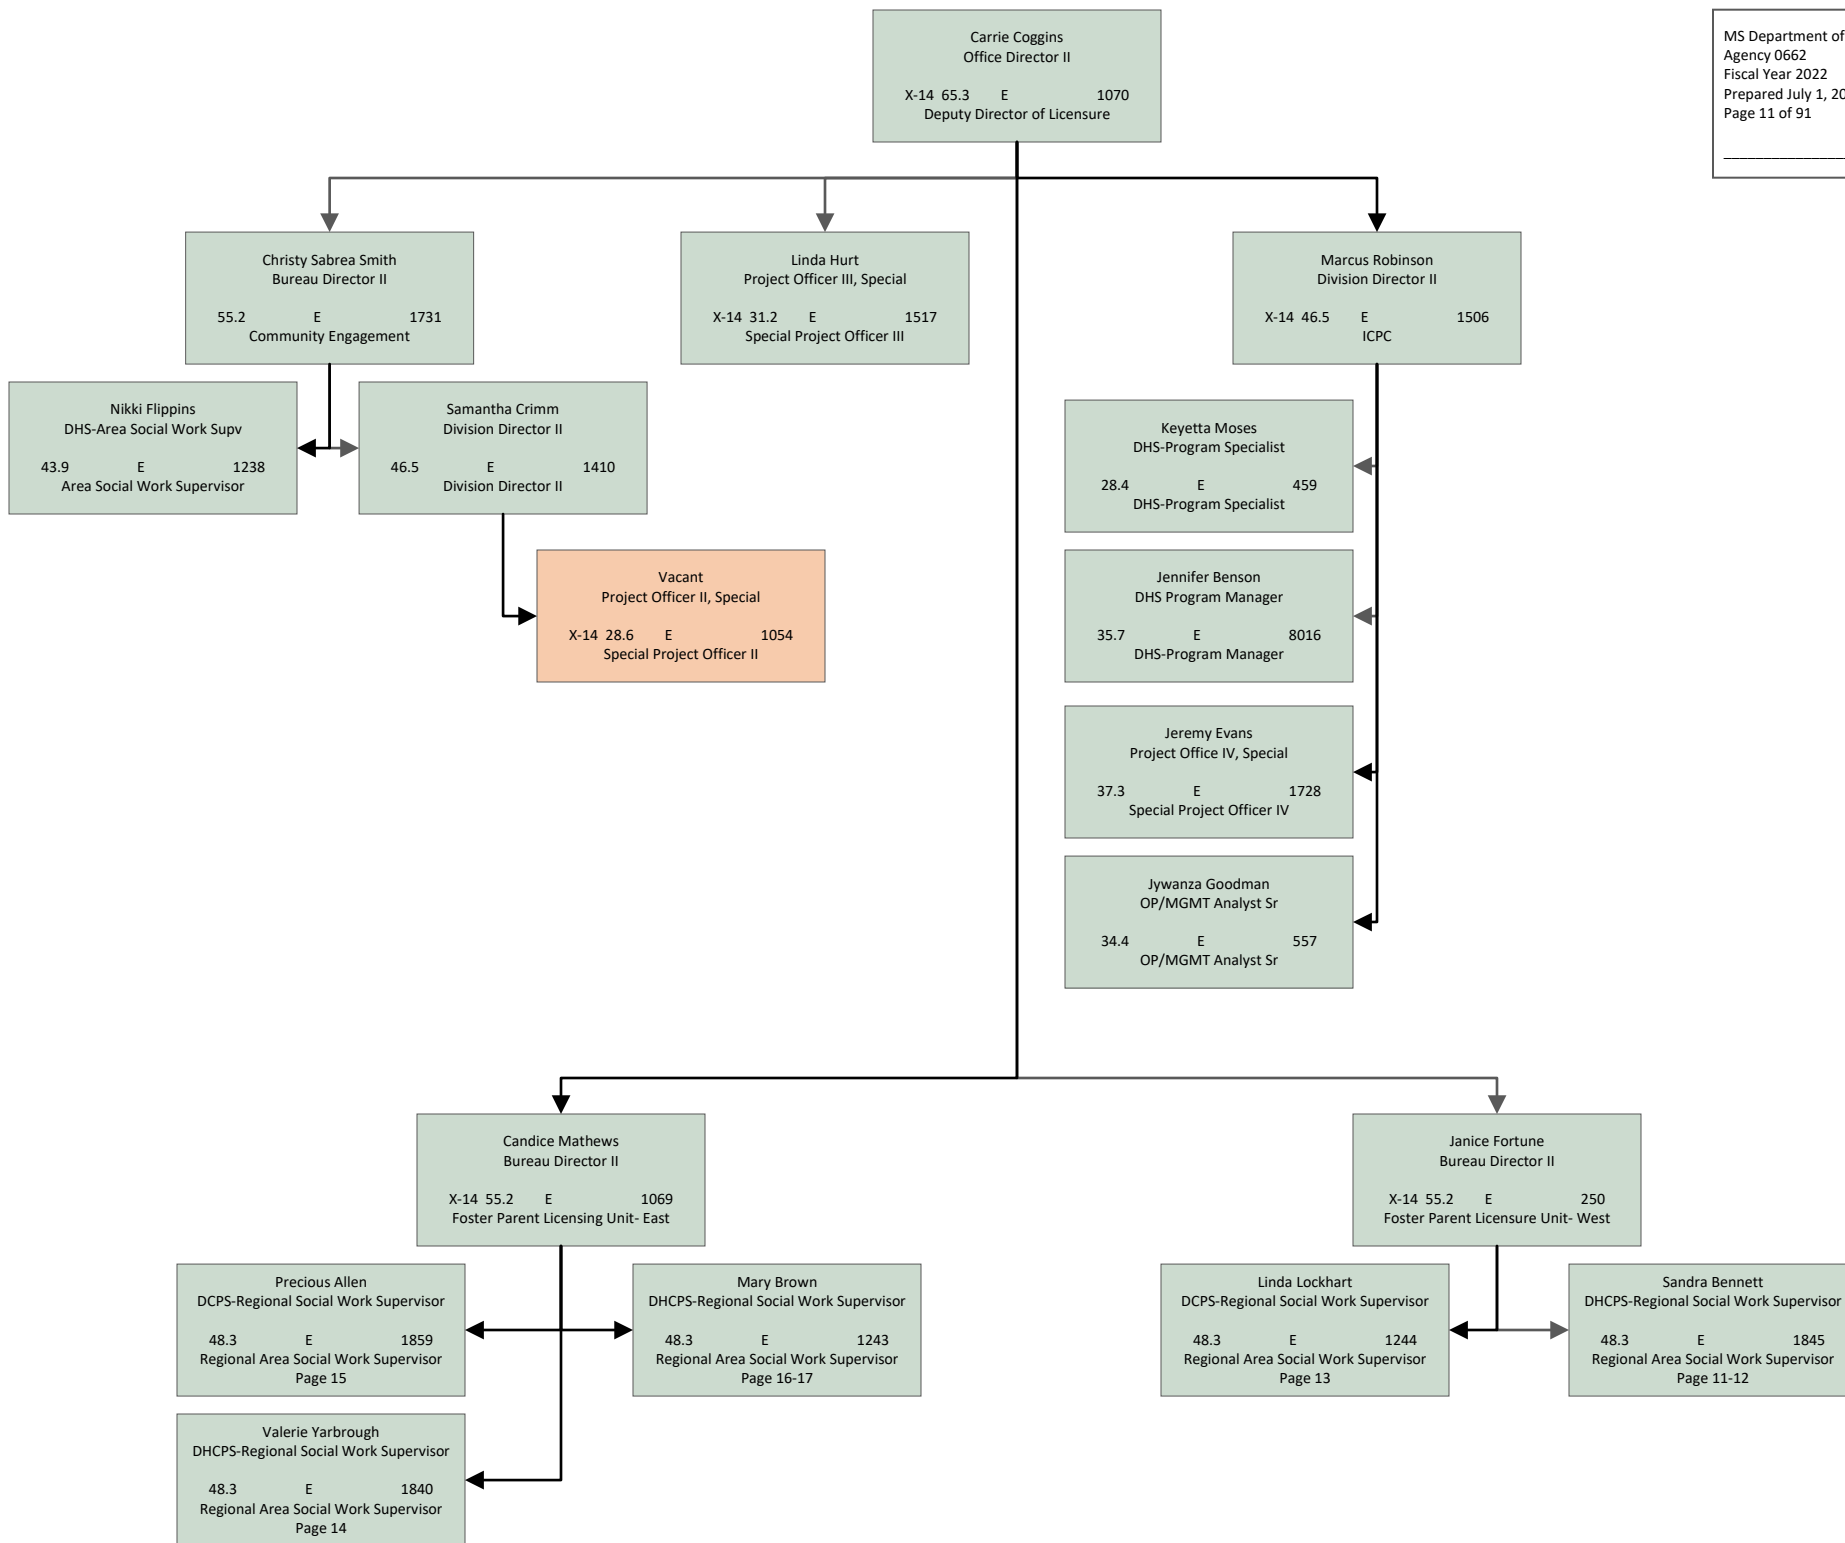 Carrie Coggins
Office Director II
X-14 65.3 E 1070
Deputy Director of Licensure
MS Department of
Agency 0662
Fiscal Year 2022
Prepared July 1, 20
Page 11 of 91
Christy Sabrea Smith
Bureau Director II
55.2 E 1731
Community Engagement
Linda Hurt
Project Officer III, Special
X-14 31.2 E 1517
Special Project Officer III
Marcus Robinson
Division Director II
X-14 46.5 E 1506
ICPC
Nikki Flippins
DHS-Area Social Work Supv
43.9 E 1238
Area Social Work Supervisor
Samantha Crimm
Division Director II
46.5 E 1410
Division Director II
Keyetta Moses
DHS-Program Specialist
28.4 E 459
DHS-Program Specialist
Vacant
Project Officer II, Special
X-14 28.6 E 1054
Special Project Officer II
Jennifer Benson
DHS Program Manager
35.7 E 8016
DHS-Program Manager
Jeremy Evans
Project Office IV, Special
37.3 E 1728
Special Project Officer IV
Jywanza Goodman
OP/MGMT Analyst Sr
34.4 E 557
OP/MGMT Analyst Sr
Candice Mathews
Bureau Director II
X-14 55.2 E 1069
Foster Parent Licensing Unit- East
Janice Fortune
Bureau Director II
X-14 55.2 E 250
Foster Parent Licensure Unit- West
Precious Allen
DCPS-Regional Social Work Supervisor
48.3 E 1859
Regional Area Social Work Supervisor
Page 15
Mary Brown
DHCPS-Regional Social Work Supervisor
48.3 E 1243
Regional Area Social Work Supervisor
Page 16-17
Linda Lockhart
DCPS-Regional Social Work Supervisor
48.3 E 1244
Regional Area Social Work Supervisor
Page 13
Sandra Bennett
DHCPS-Regional Social Work Supervisor
48.3 E 1845
Regional Area Social Work Supervisor
Page 11-12
Valerie Yarbrough
DHCPS-Regional Social Work Supervisor
48.3 E 1840
Regional Area Social Work Supervisor
Page 14